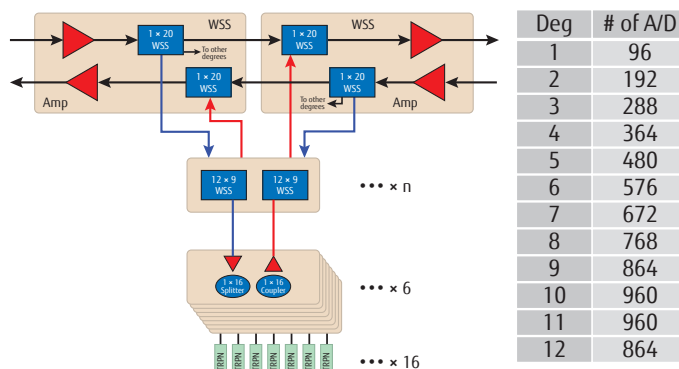 WSS
WSS
1 × 20
WSS
To other
degrees
1 × 20
WSS
1 × 20
WSS
Amp
1 × 20
WSS
To other
degrees
Amp
12 × 9
WSS
12 × 9
WSS
••• × n
1 × 16
Splitter
1 × 16
Coupler
••• × 6
TRPN
TRPN
TRPN
TRPN
TRPN
TRPN
TRPN
••• × 16
Deg # of A/D
1 96
2 192
3 288
4 364
5 480
6 576
7 672
8 768
9 864
10 960
11 960
12 864